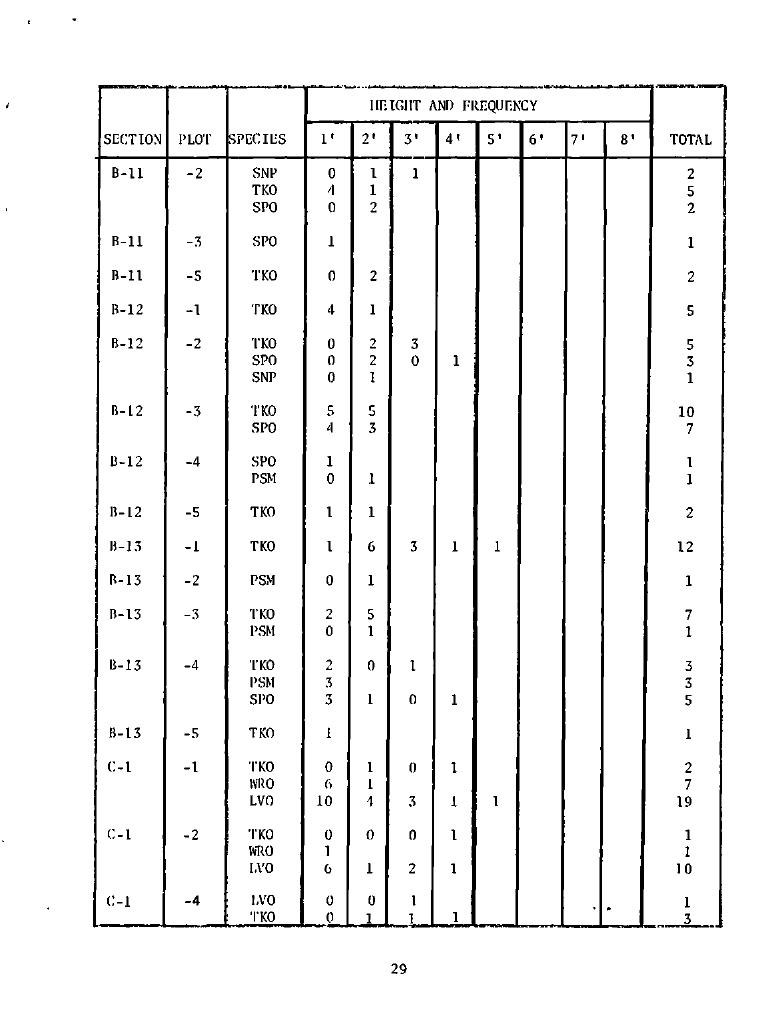 HEIGHT AND FREQUENCY
SECTION PLOT SPECIES 1' 2' 3' 4' 5' 6' 7' 8' TOTAL
B-11 -2 SNP 0 1 1 2
TKO 4 1 5
SPO 0 2 2
B-11 -3 SPO 1 1
B-11 -5 TKO 0 2 2
B-12 -1 TKO 4 1 5
B-12 -2 TKO 0 2 3 5
SPO 0 2 0 1 3
SNP 0 1 1
B-12 -3 TKO 5 5 10
SPO 4 3 7
B-12 -4 SPO 1 1
PSM 0 1 1
B-12 -5 TKO 1 1 2
B-13 -1 TKO 1 6 3 1 1 12
B-13 -2 PSM 0 1 1
B-13 -3 TKO 2 5 7
PSM 0 1 1
B-13 -4 TKO 2 0 1 3
PSM 3 3
SPO 3 1 0 1 5
B-13 -5 TKO 1 1
C-1 -1 TKO 0 1 0 1 2
WRO 6 1 7
LVO 10 4 3 1 1 19
C-1 -2 TKO 0 0 0 1 1
WRO 1 1
LVO 6 1 2 1 10
C-1 -4 LVO 0 0 1 1
TKO 0 1 1 1 3
29